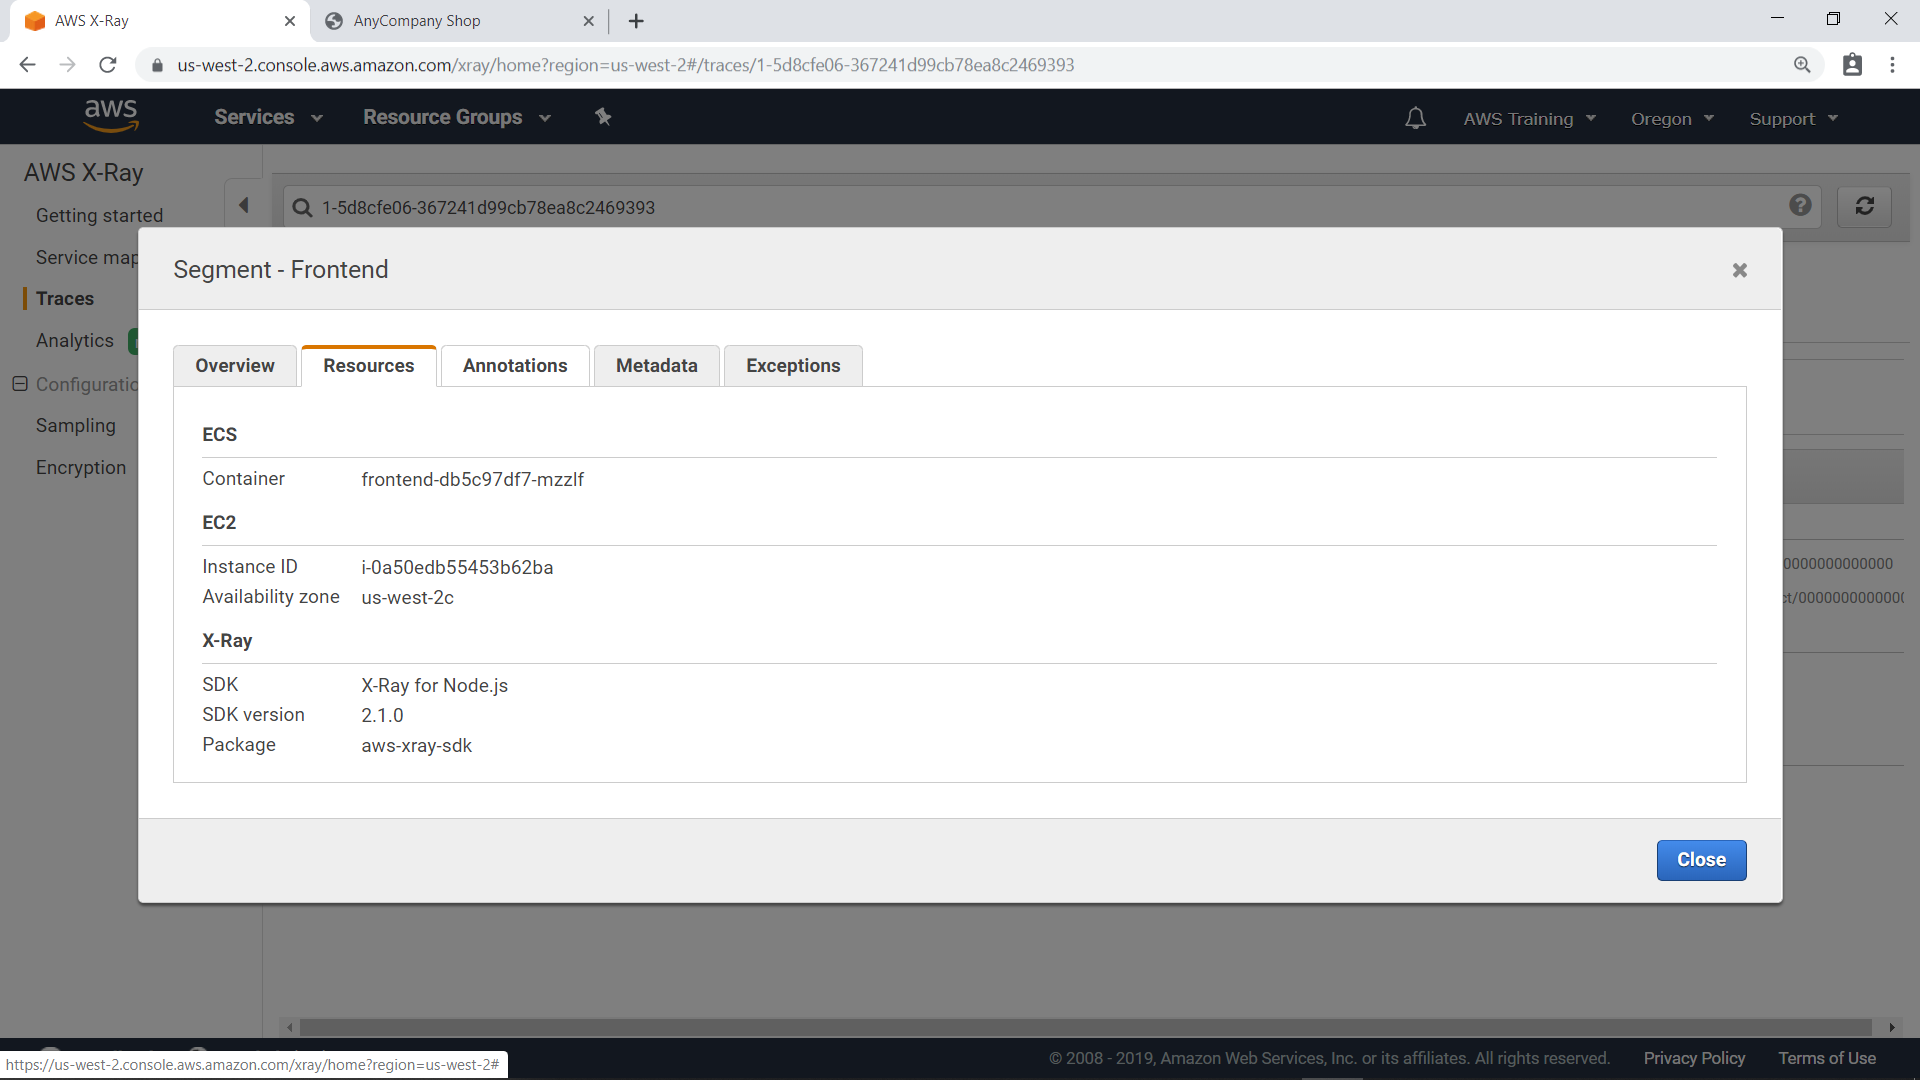 AWS X-Ray
AnyCompany Shop
us-west-2.console.aws.amazon.com/xray/home?region=us-west-2#/traces/1-5d8cfe06-367241d99cb78ea8c2469393
aws
Services
Resource Groups
AWS Training
Oregon
Support
AWS X-Ray
Getting started
1-5d8cfe06-367241d99cb78ea8c2469393
Service map
Traces
Analytics
Configuratio
Sampling
Encryption
Segment - Frontend
Overview
Resources
Annotations
Metadata
Exceptions
ECS
Container frontend-db5c97df7-mzzlf
EC2
Instance ID i-0a50edb55453b62ba
Availability zone us-west-2c
X-Ray
SDK X-Ray for Node.js
SDK version 2.1.0
Package aws-xray-sdk
0000000000000
ct/000000000000
Close
https://us-west-2.console.aws.amazon.com/xray/home?region=us-west-2#
© 2008 - 2019, Amazon Web Services, Inc. or its affiliates. All rights reserved.
Privacy Policy
Terms of Use